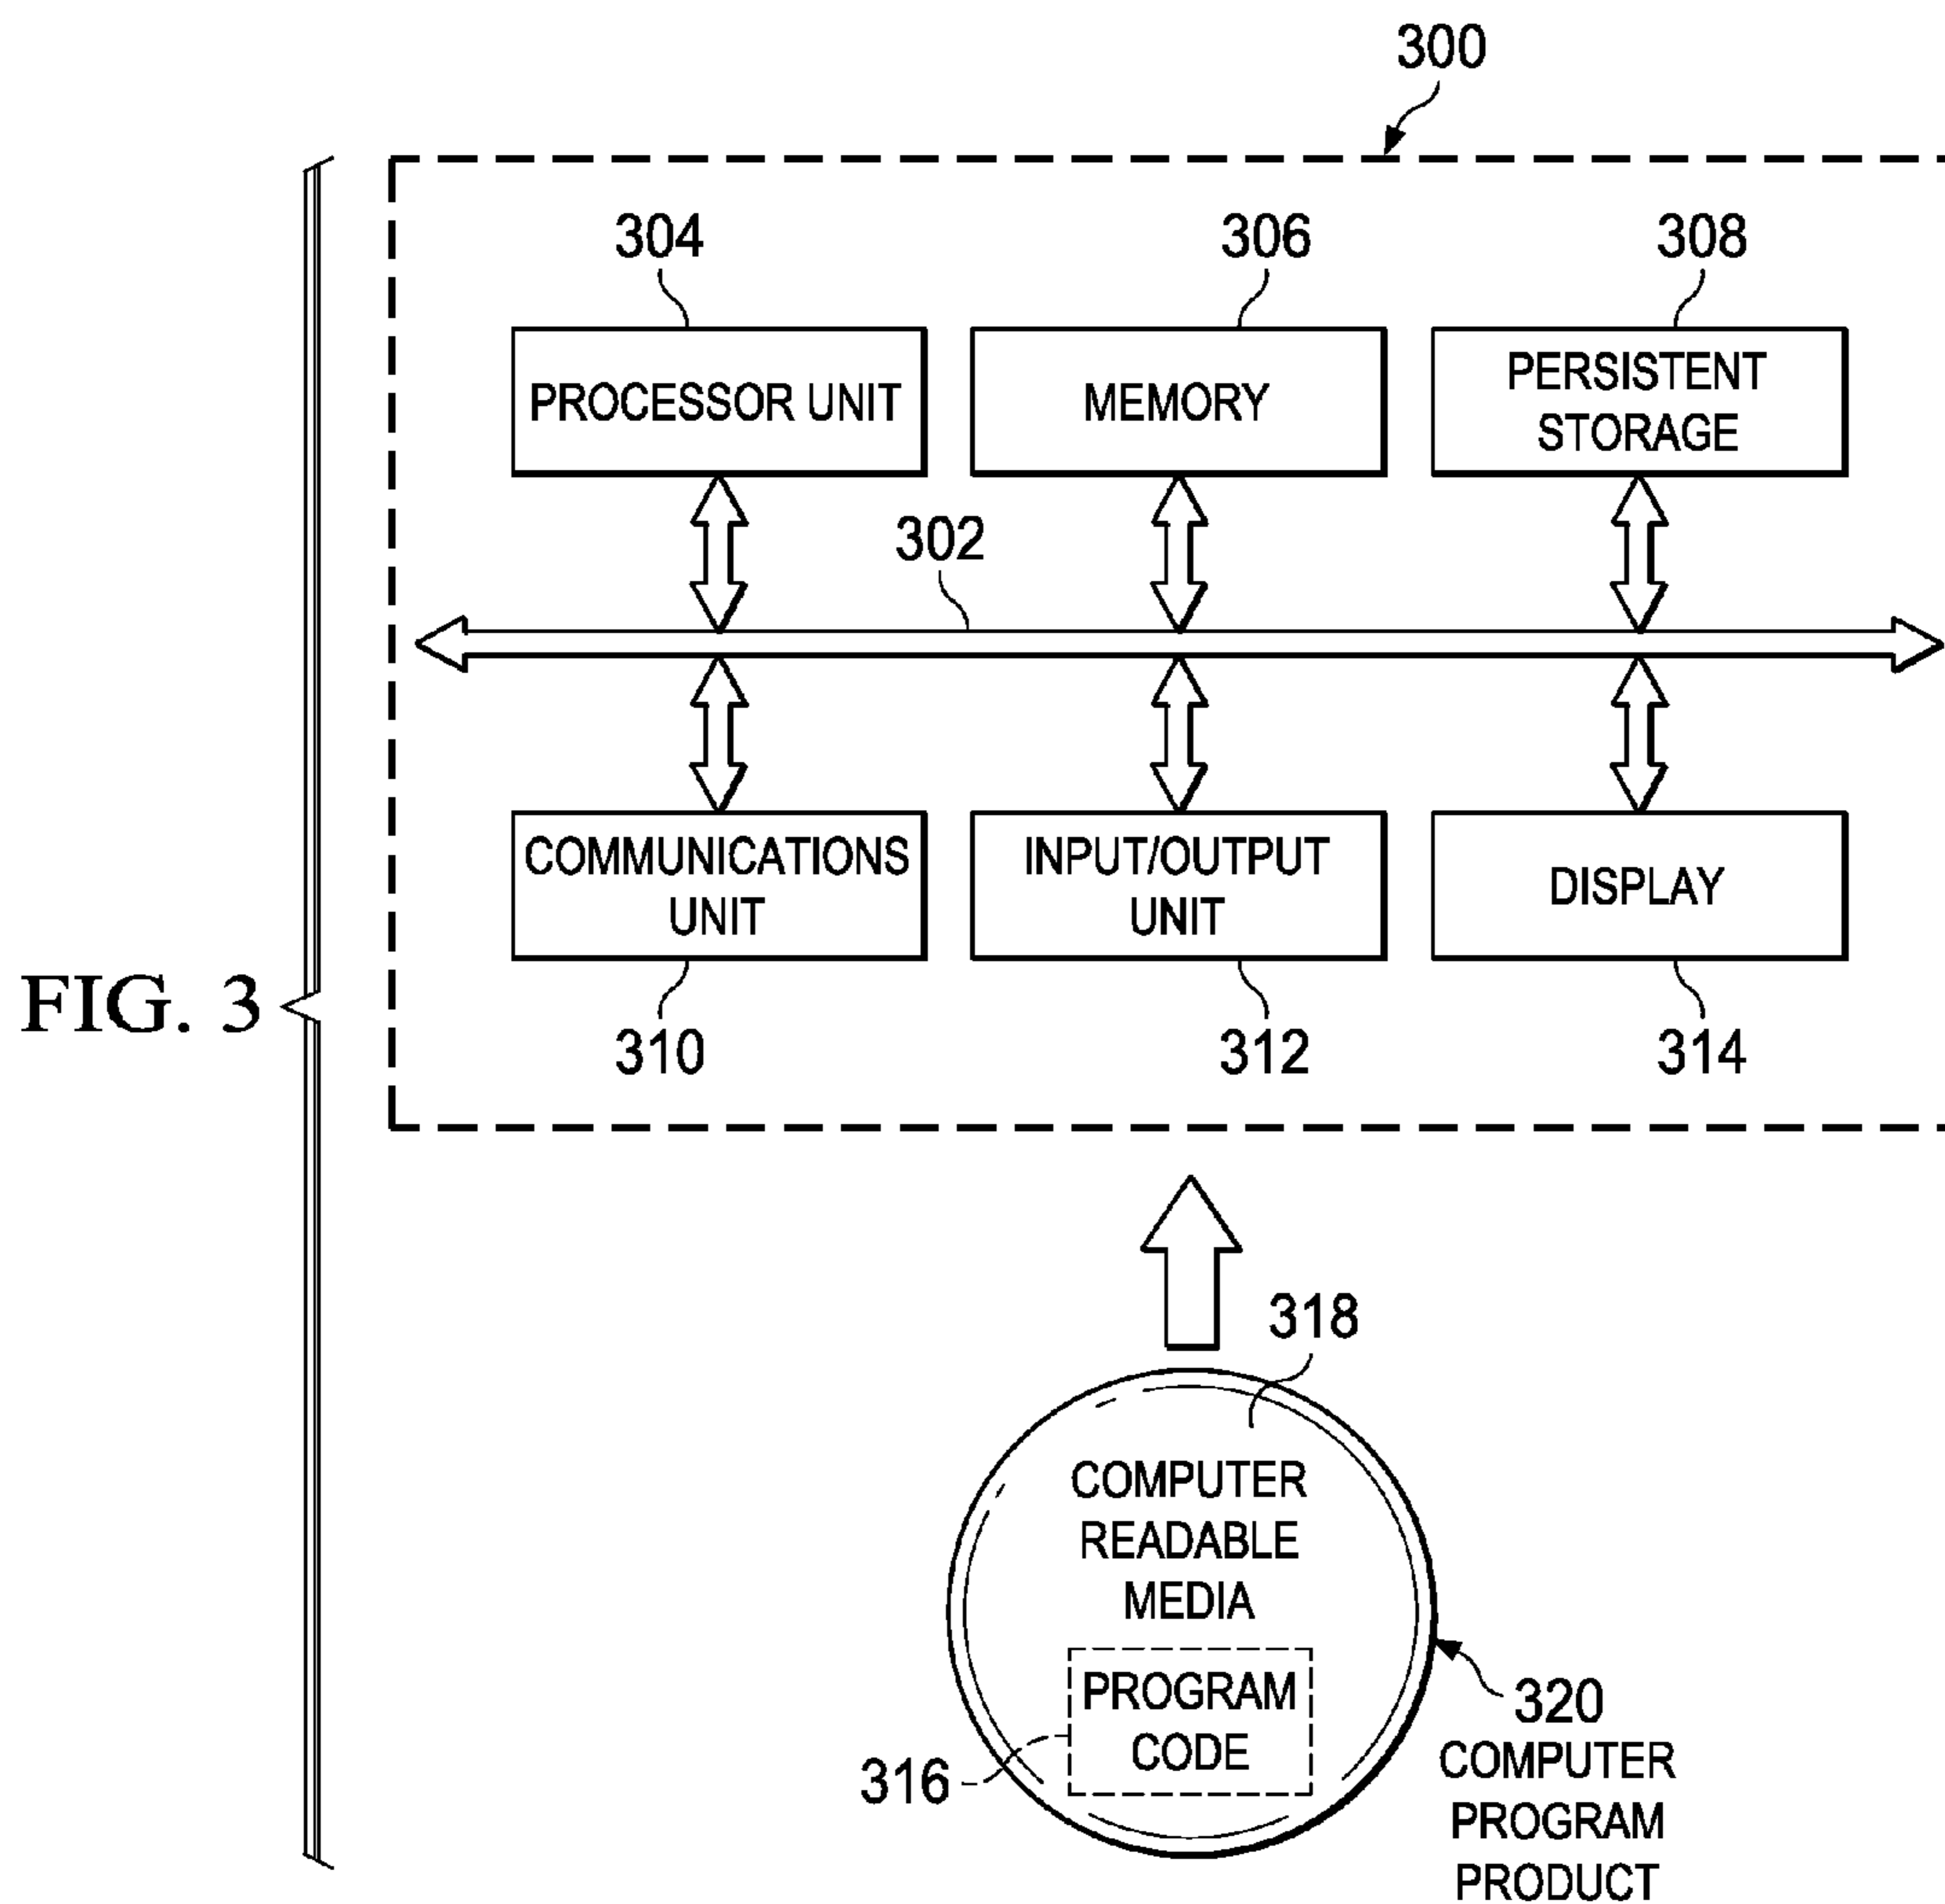 300
304
306
308
PROCESSOR UNIT
MEMORY
PERSISTENT
STORAGE
302
COMMUNICATIONS
UNIT
INPUT/OUTPUT
UNIT
DISPLAY
FIG. 3
310
312
314
318
COMPUTER
READABLE
MEDIA
PROGRAM
CODE
316
320
COMPUTER
PROGRAM
PRODUCT